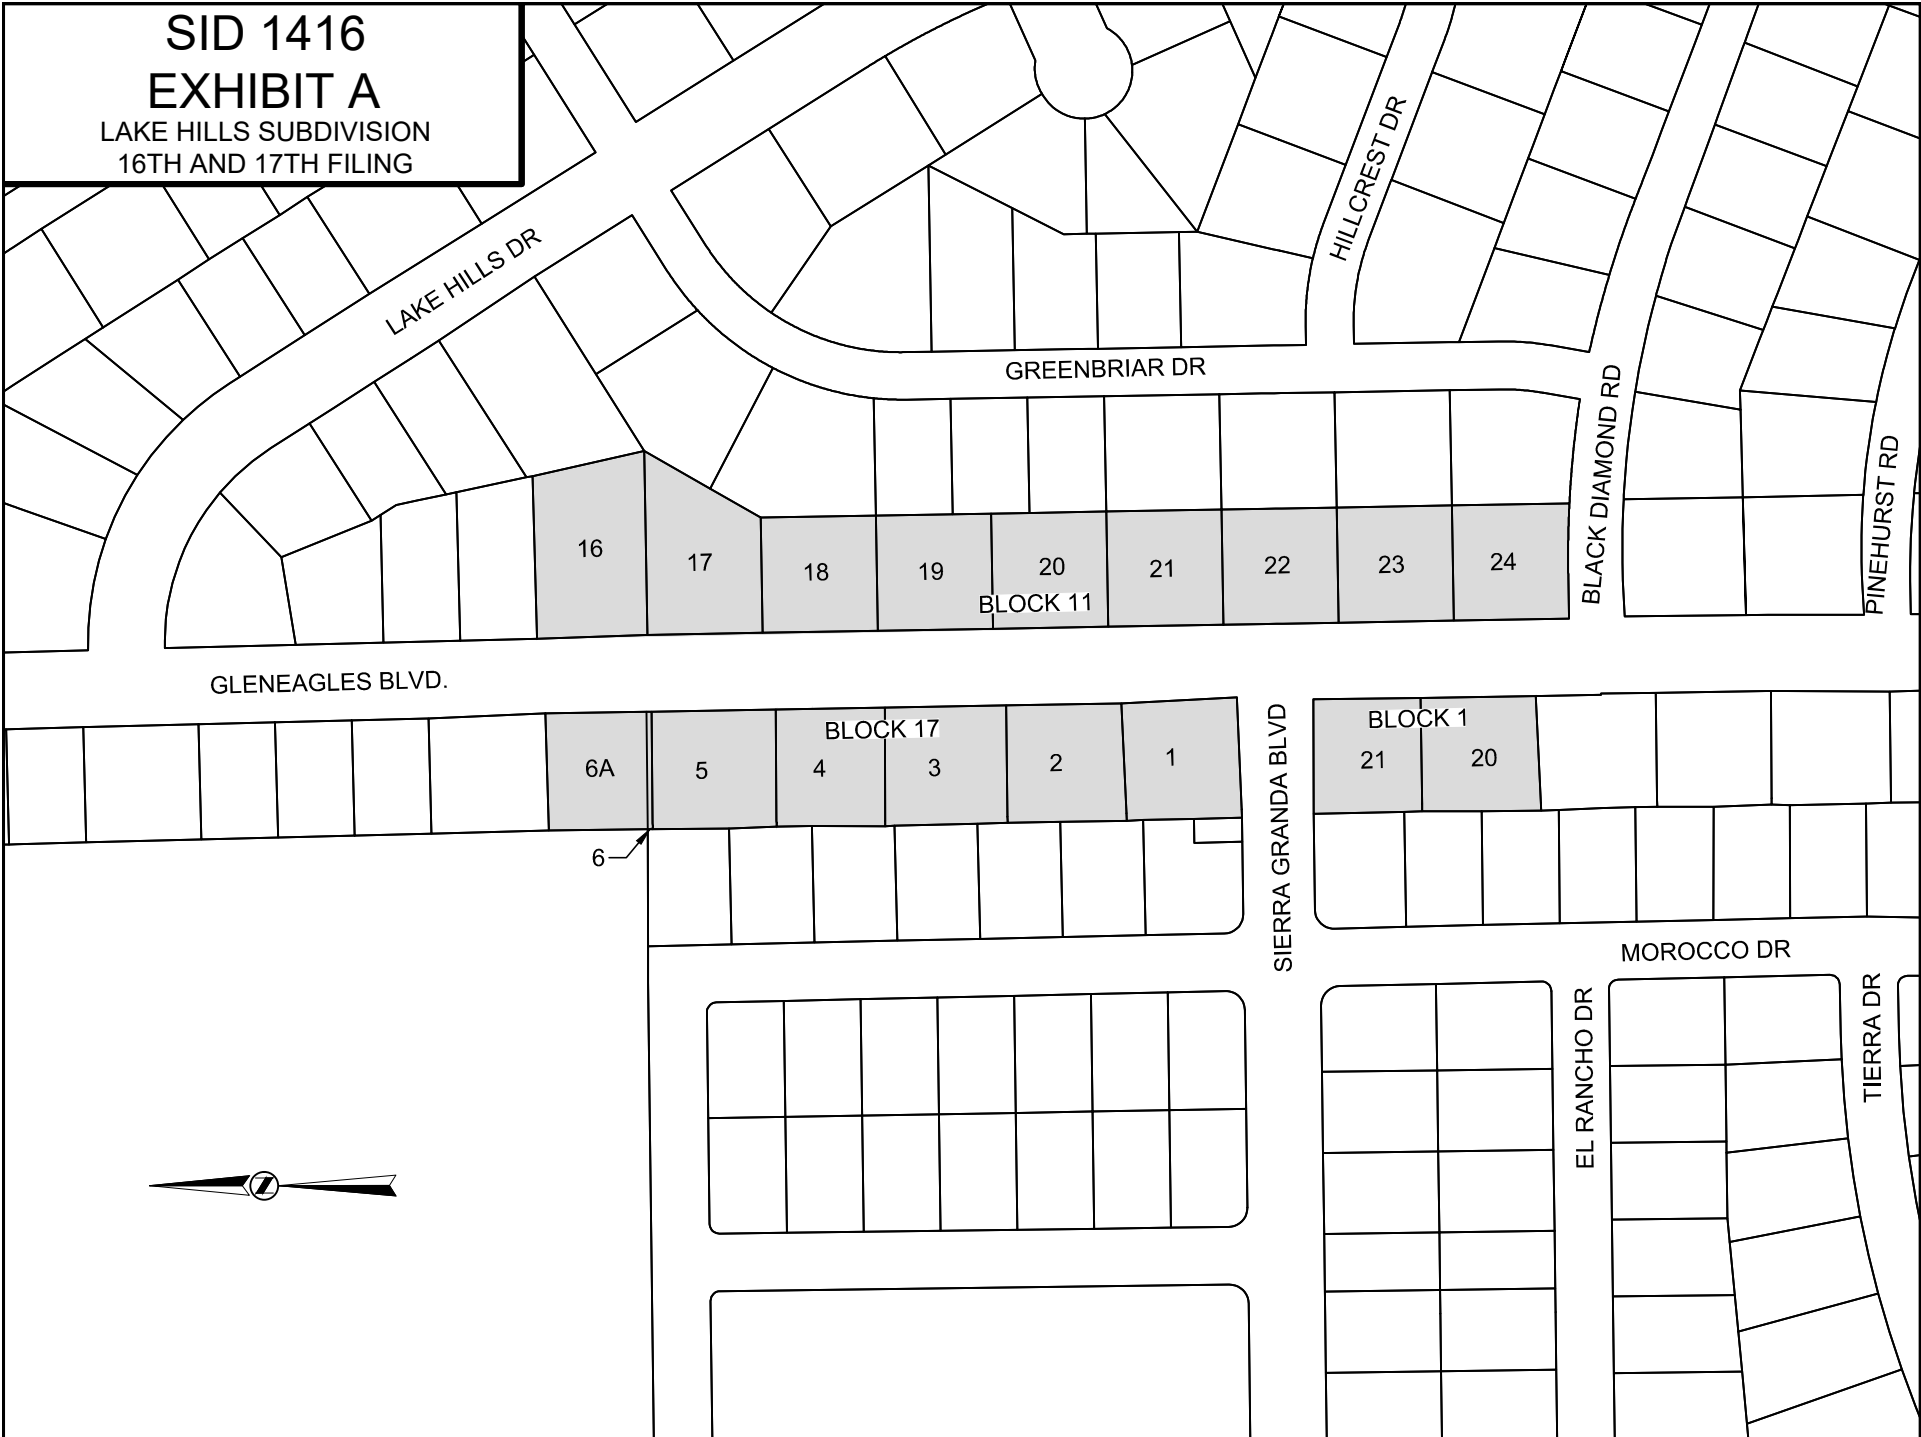 SID 1416
EXHIBIT A
LAKE HILLS SUBDIVISION
16TH AND 17TH FILING
HILLCREST DR
LAKE HILLS DR
GREENBRIAR DR
BLACK DIAMOND RD
PINEHURST RD
16
17
18
19
20
21
22
23
24
BLOCK 11
GLENEAGLES BLVD.
BLOCK 17
BLOCK 1
6A
5
4
3
2
1
21
20
6
SIERRA GRANDA BLVD
MOROCCO DR
EL RANCHO DR
TIERRA DR
Z